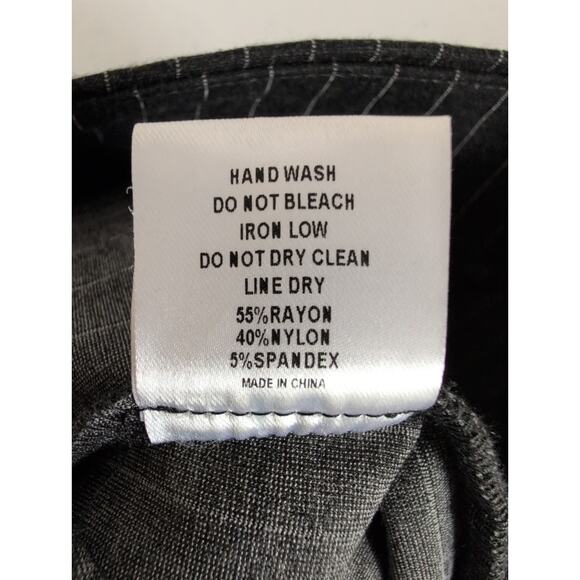 HAND WASH
DO NOT BLEACH
IRON LOW
DO NOT DRY CLEAN
LINE DRY
55%RAYON
40%NYLON
5%SPANDEX
MADE IN CHINA